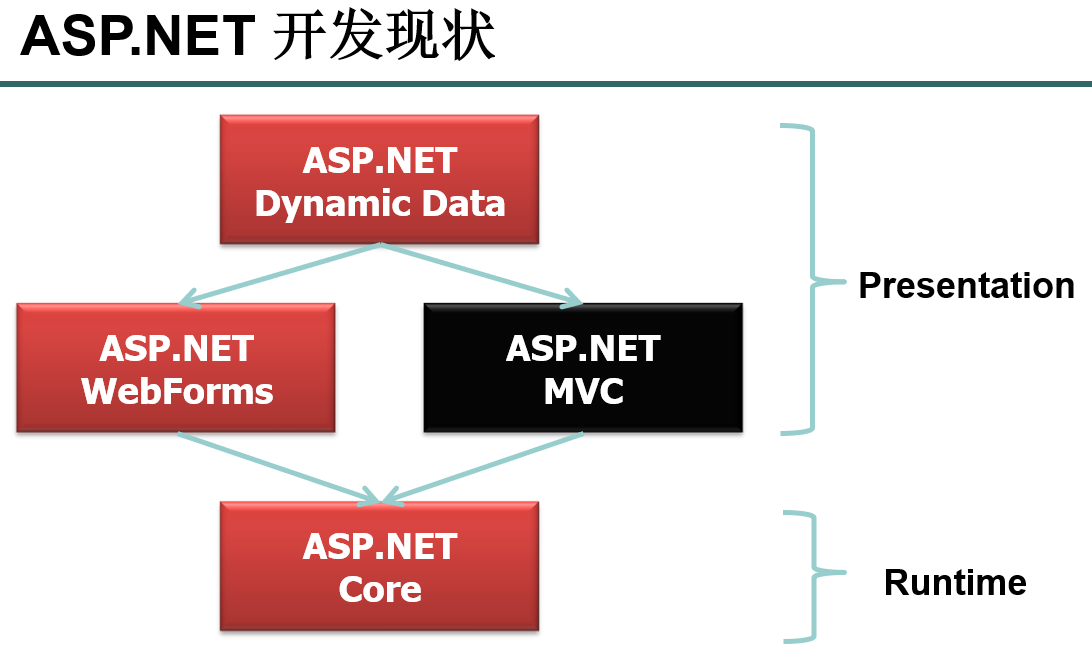 ASP.NET 开发现状
ASP.NET
Dynamic Data
ASP.NET
WebForms
ASP.NET
MVC
Presentation
ASP.NET
Core
Runtime